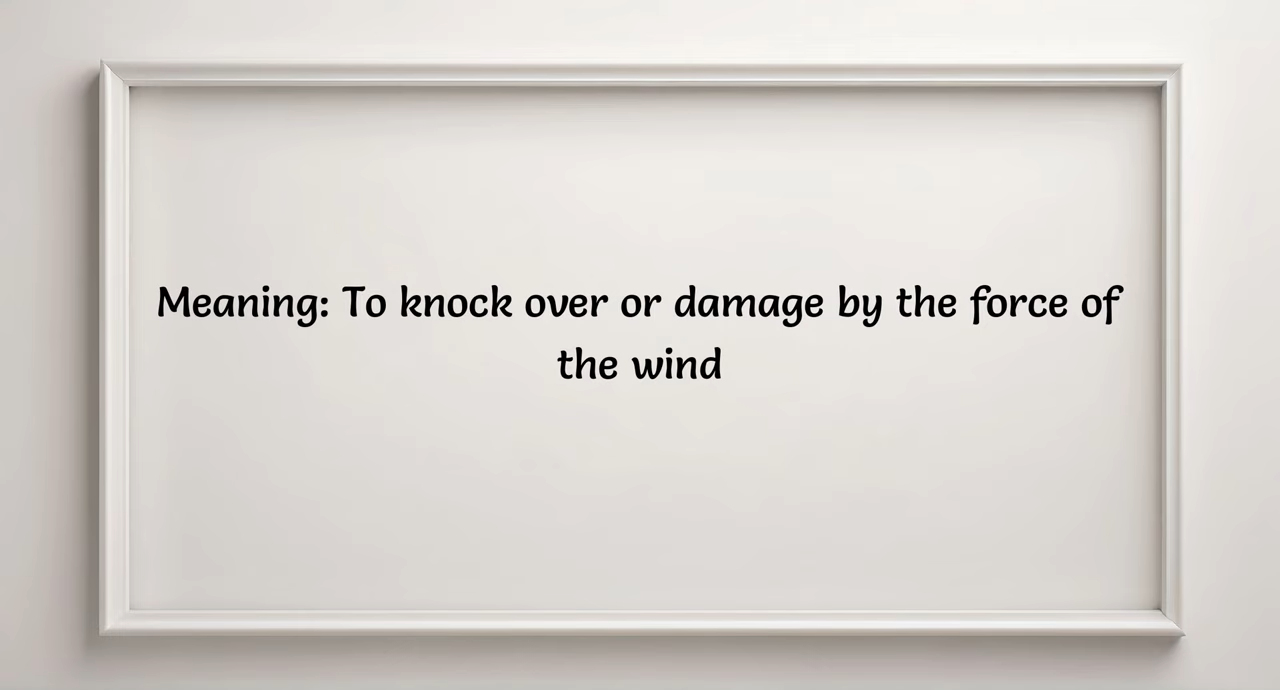 Meaning: To knock over or damage by the force of
the wind